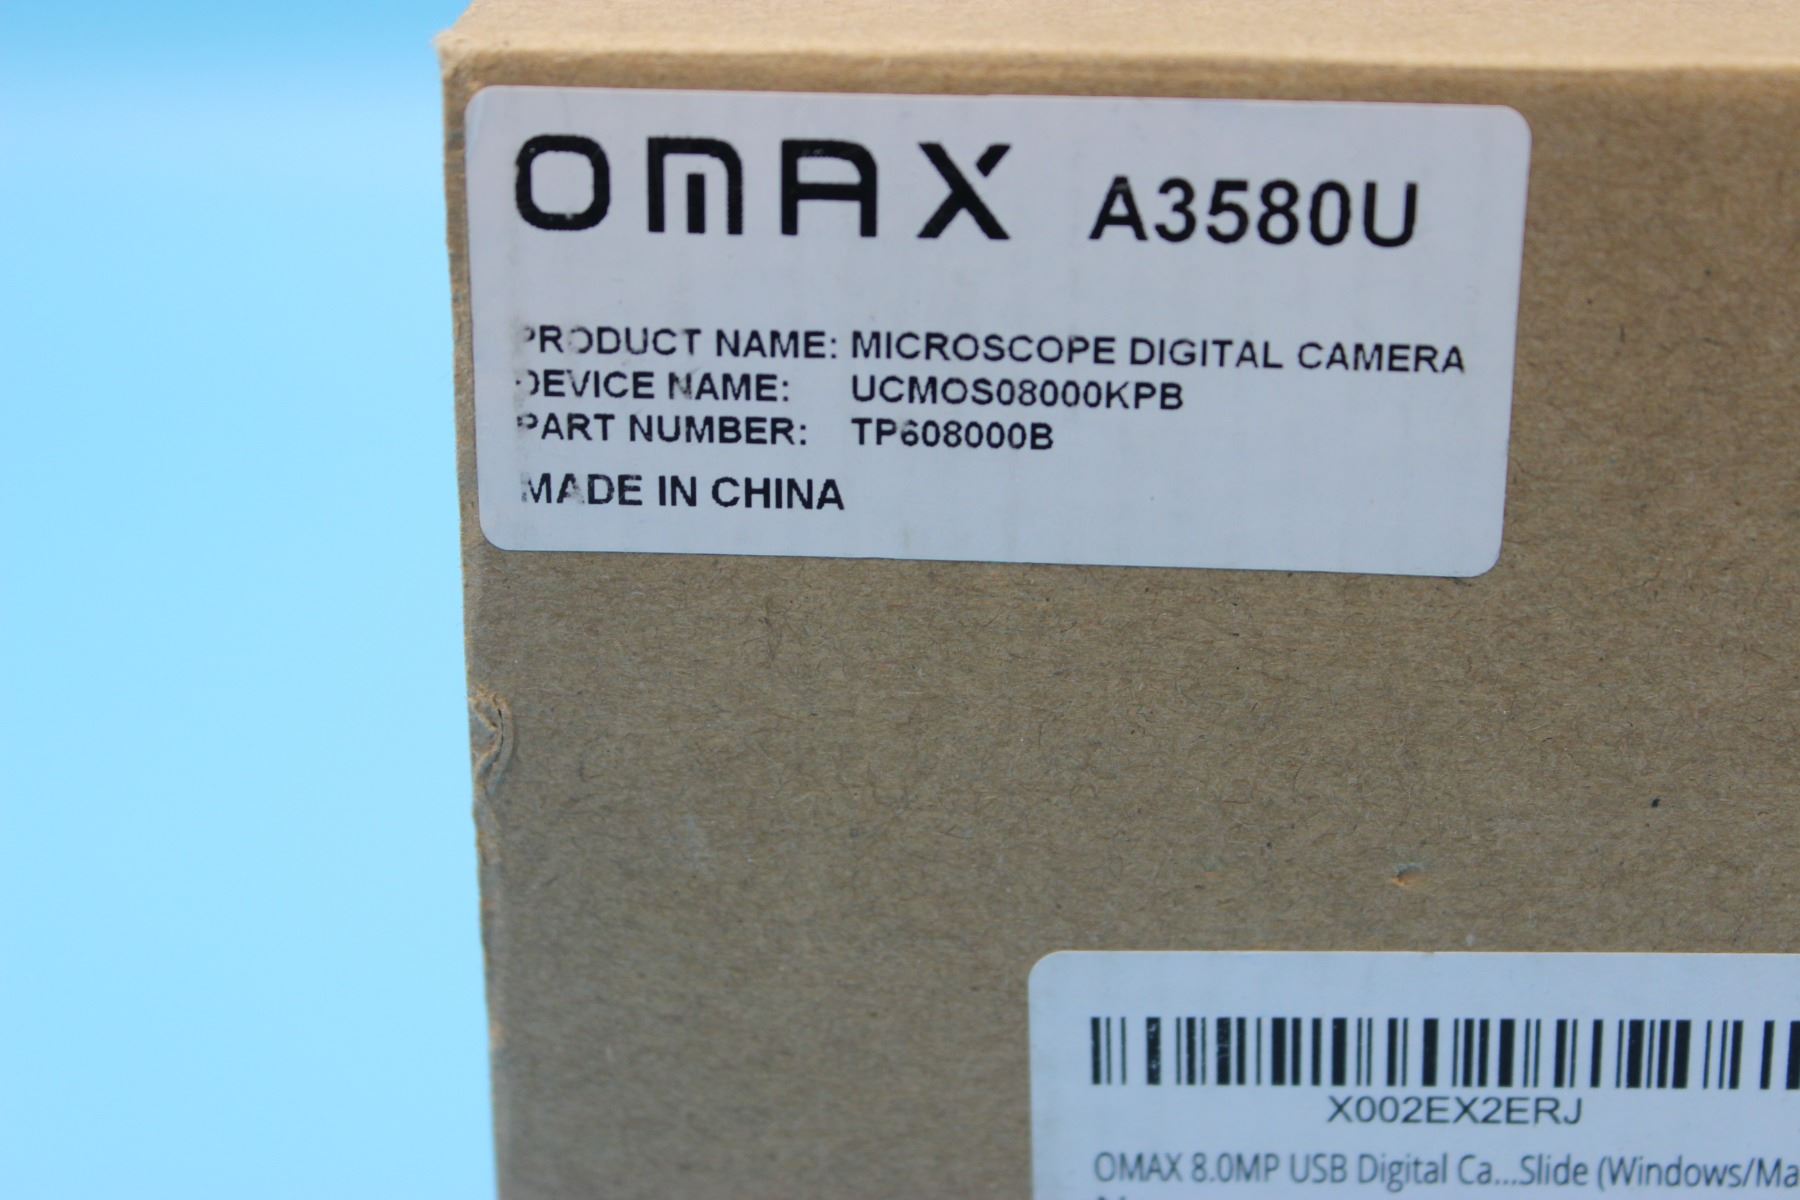 OMAX A3580U
PRODUCT NAME: MICROSCOPE DIGITAL CAMERA
DEVICE NAME: UCMOS08000KPB
PART NUMBER: TP608000B
MADE IN CHINA
X002EX2ERJ
OMAX 8.0MP USB Digital Ca...Slide (Windows/Ma